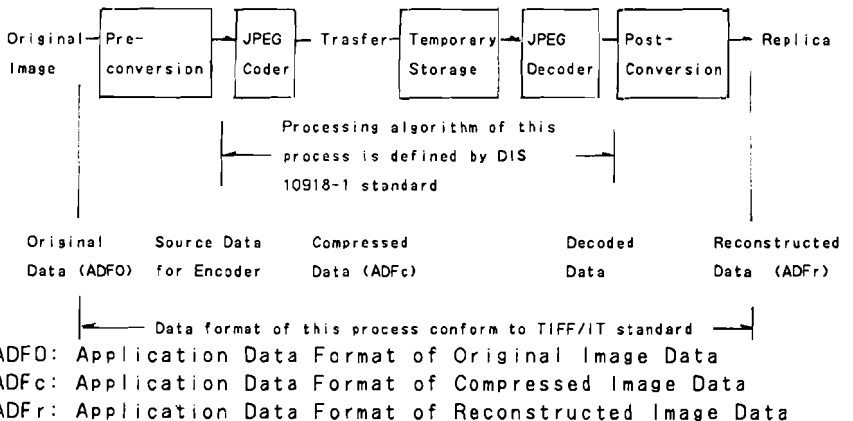 Original Pre- JPEG Trasfer Temporary JPEG Post- Replica
Image conversion Coder Storage Decoder Conversion
Processing algorithm of this
process is defined by DIS
10918-1 standard
Original Source Data Compressed Decoded Reconstructed
Data (ADFO) for Encoder Data (ADFc) Data Data (ADFr)
Data format of this process conform to TIFF/IT standard
ADFO: Application Data Format of Original Image Data
ADFc: Application Data Format of Compressed Image Data
ADFr: Application Data Format of Reconstructed Image Data